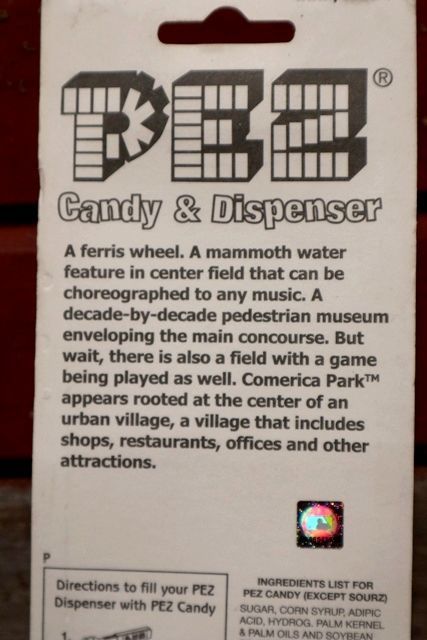 PEZ®
Candy & Dispenser
A ferris wheel. A mammoth water
feature in center field that can be
choreographed to any music. A
decade-by-decade pedestrian museum
enveloping the main concourse. But
wait, there is also a field with a game
being played as well. Comerica Park™
appears rooted at the center of an
urban village, a village that includes
shops, restaurants, offices and other
attractions.
P
Directions to fill your PEZ
Dispenser with PEZ Candy
1.
INGREDIENTS LIST FOR
PEZ CANDY (EXCEPT SOURZ)
SUGAR, CORN SYRUP, ADIPIC
ACID, HYDROG. PALM KERNEL
& PALM OILS AND SOYBEAN